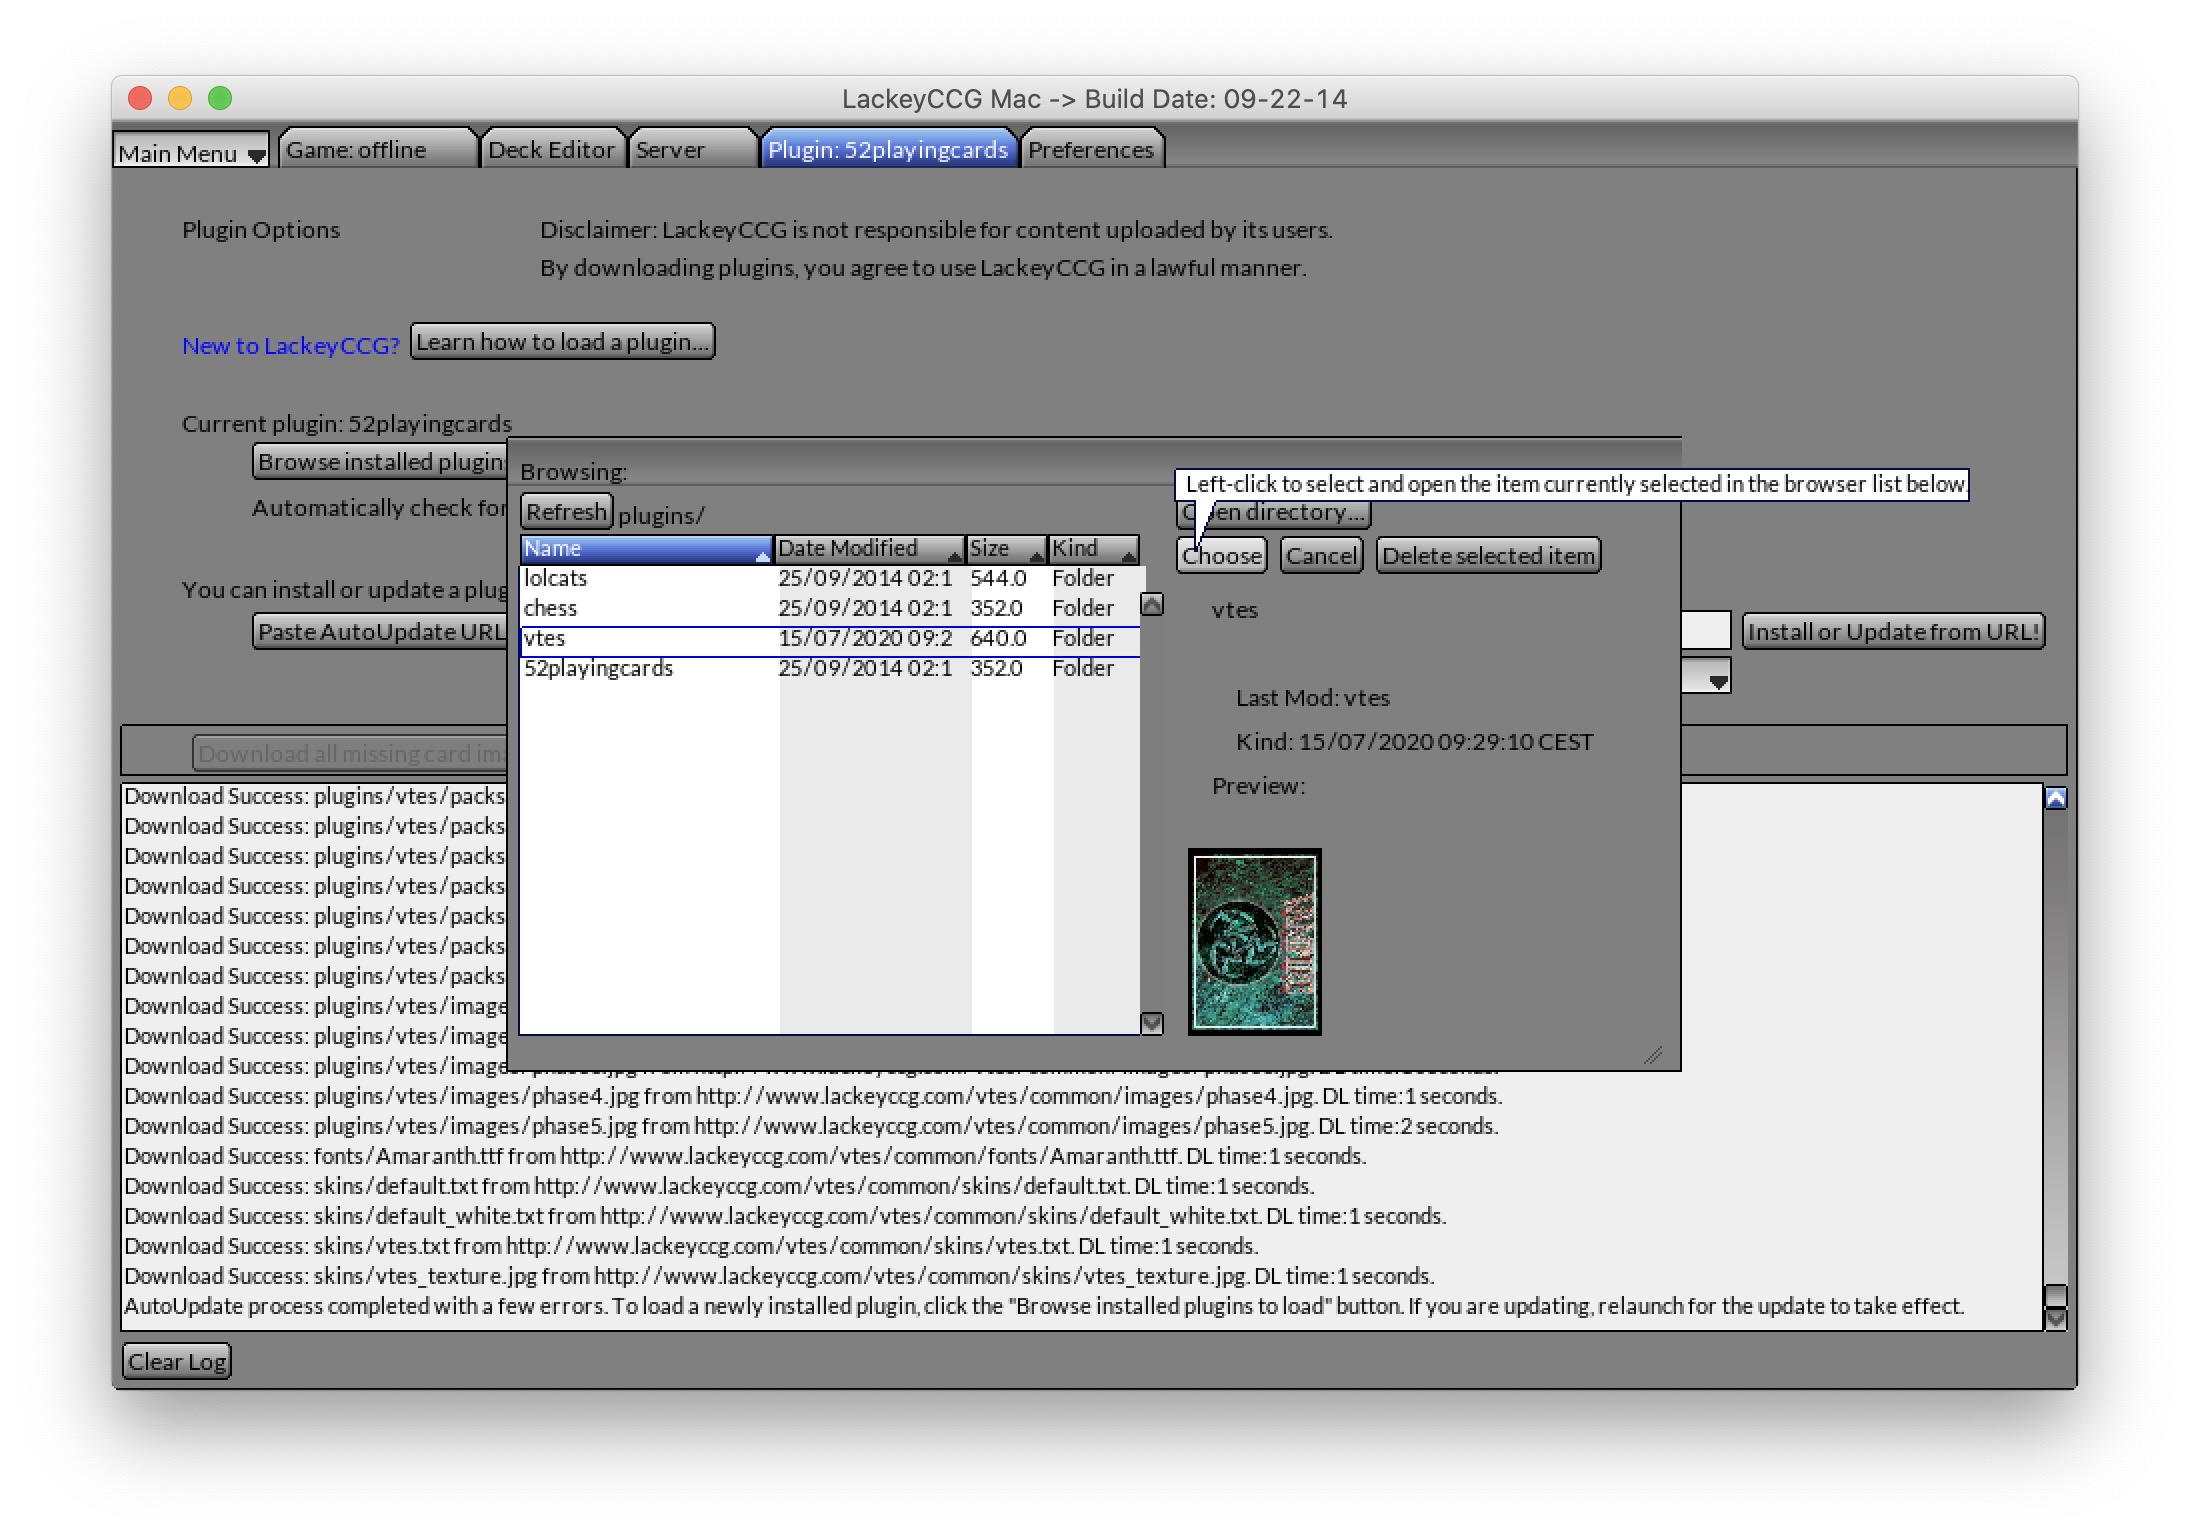 LackeyCCG Mac -> Build Date: 09-22-14
Main Menu
Game: offline
Deck Editor
Server
Plugin: 52playingcards
Preferences
Plugin Options
Disclaimer: LackeyCCG is not responsible for content uploaded by its users.
By downloading plugins, you agree to use LackeyCCG in a lawful manner.
New to LackeyCCG?
Learn how to load a plugin...
Current plugin: 52playingcards
Browse installed plugin
Automatically check for
You can install or update a plug
Paste AutoUpdate URL
Install or Update from URL!
Download all missing card im
Browsing:
Left-click to select and open the item currently selected in the browser list below.
Refresh
plugins/
en directory...
Choose
Cancel
Delete selected item
Name Date Modified Size Kind
lolcats 25/09/2014 02:1 544.0 Folder
chess 25/09/2014 02:1 352.0 Folder
vtes 15/07/2020 09:2 640.0 Folder
52playingcards 25/09/2014 02:1 352.0 Folder
vtes
Last Mod: vtes
Kind: 15/07/2020 09:29:10 CEST
Preview:
Download Success: plugins/vtes/packs
Download Success: plugins/vtes/packs
Download Success: plugins/vtes/packs
Download Success: plugins/vtes/packs
Download Success: plugins/vtes/packs
Download Success: plugins/vtes/packs
Download Success: plugins/vtes/packs
Download Success: plugins/vtes/image
Download Success: plugins/vtes/image
Download Success: plugins/vtes/image
Download Success: plugins/vtes/images/phase4.jpg from http://www.lackeyccg.com/vtes/common/images/phase4.jpg. DL time:1 seconds.
Download Success: plugins/vtes/images/phase5.jpg from http://www.lackeyccg.com/vtes/common/images/phase5.jpg. DL time:2 seconds.
Download Success: fonts/Amaranth.ttf from http://www.lackeyccg.com/vtes/common/fonts/Amaranth.ttf. DL time:1 seconds.
Download Success: skins/default.txt from http://www.lackeyccg.com/vtes/common/skins/default.txt. DL time:1 seconds.
Download Success: skins/default_white.txt from http://www.lackeyccg.com/vtes/common/skins/default_white.txt. DL time:1 seconds.
Download Success: skins/vtes.txt from http://www.lackeyccg.com/vtes/common/skins/vtes.txt. DL time:1 seconds.
Download Success: skins/vtes_texture.jpg from http://www.lackeyccg.com/vtes/common/skins/vtes_texture.jpg. DL time:1 seconds.
AutoUpdate process completed with a few errors. To load a newly installed plugin, click the "Browse installed plugins to load" button. If you are updating, relaunch for the update to take effect.
Clear Log